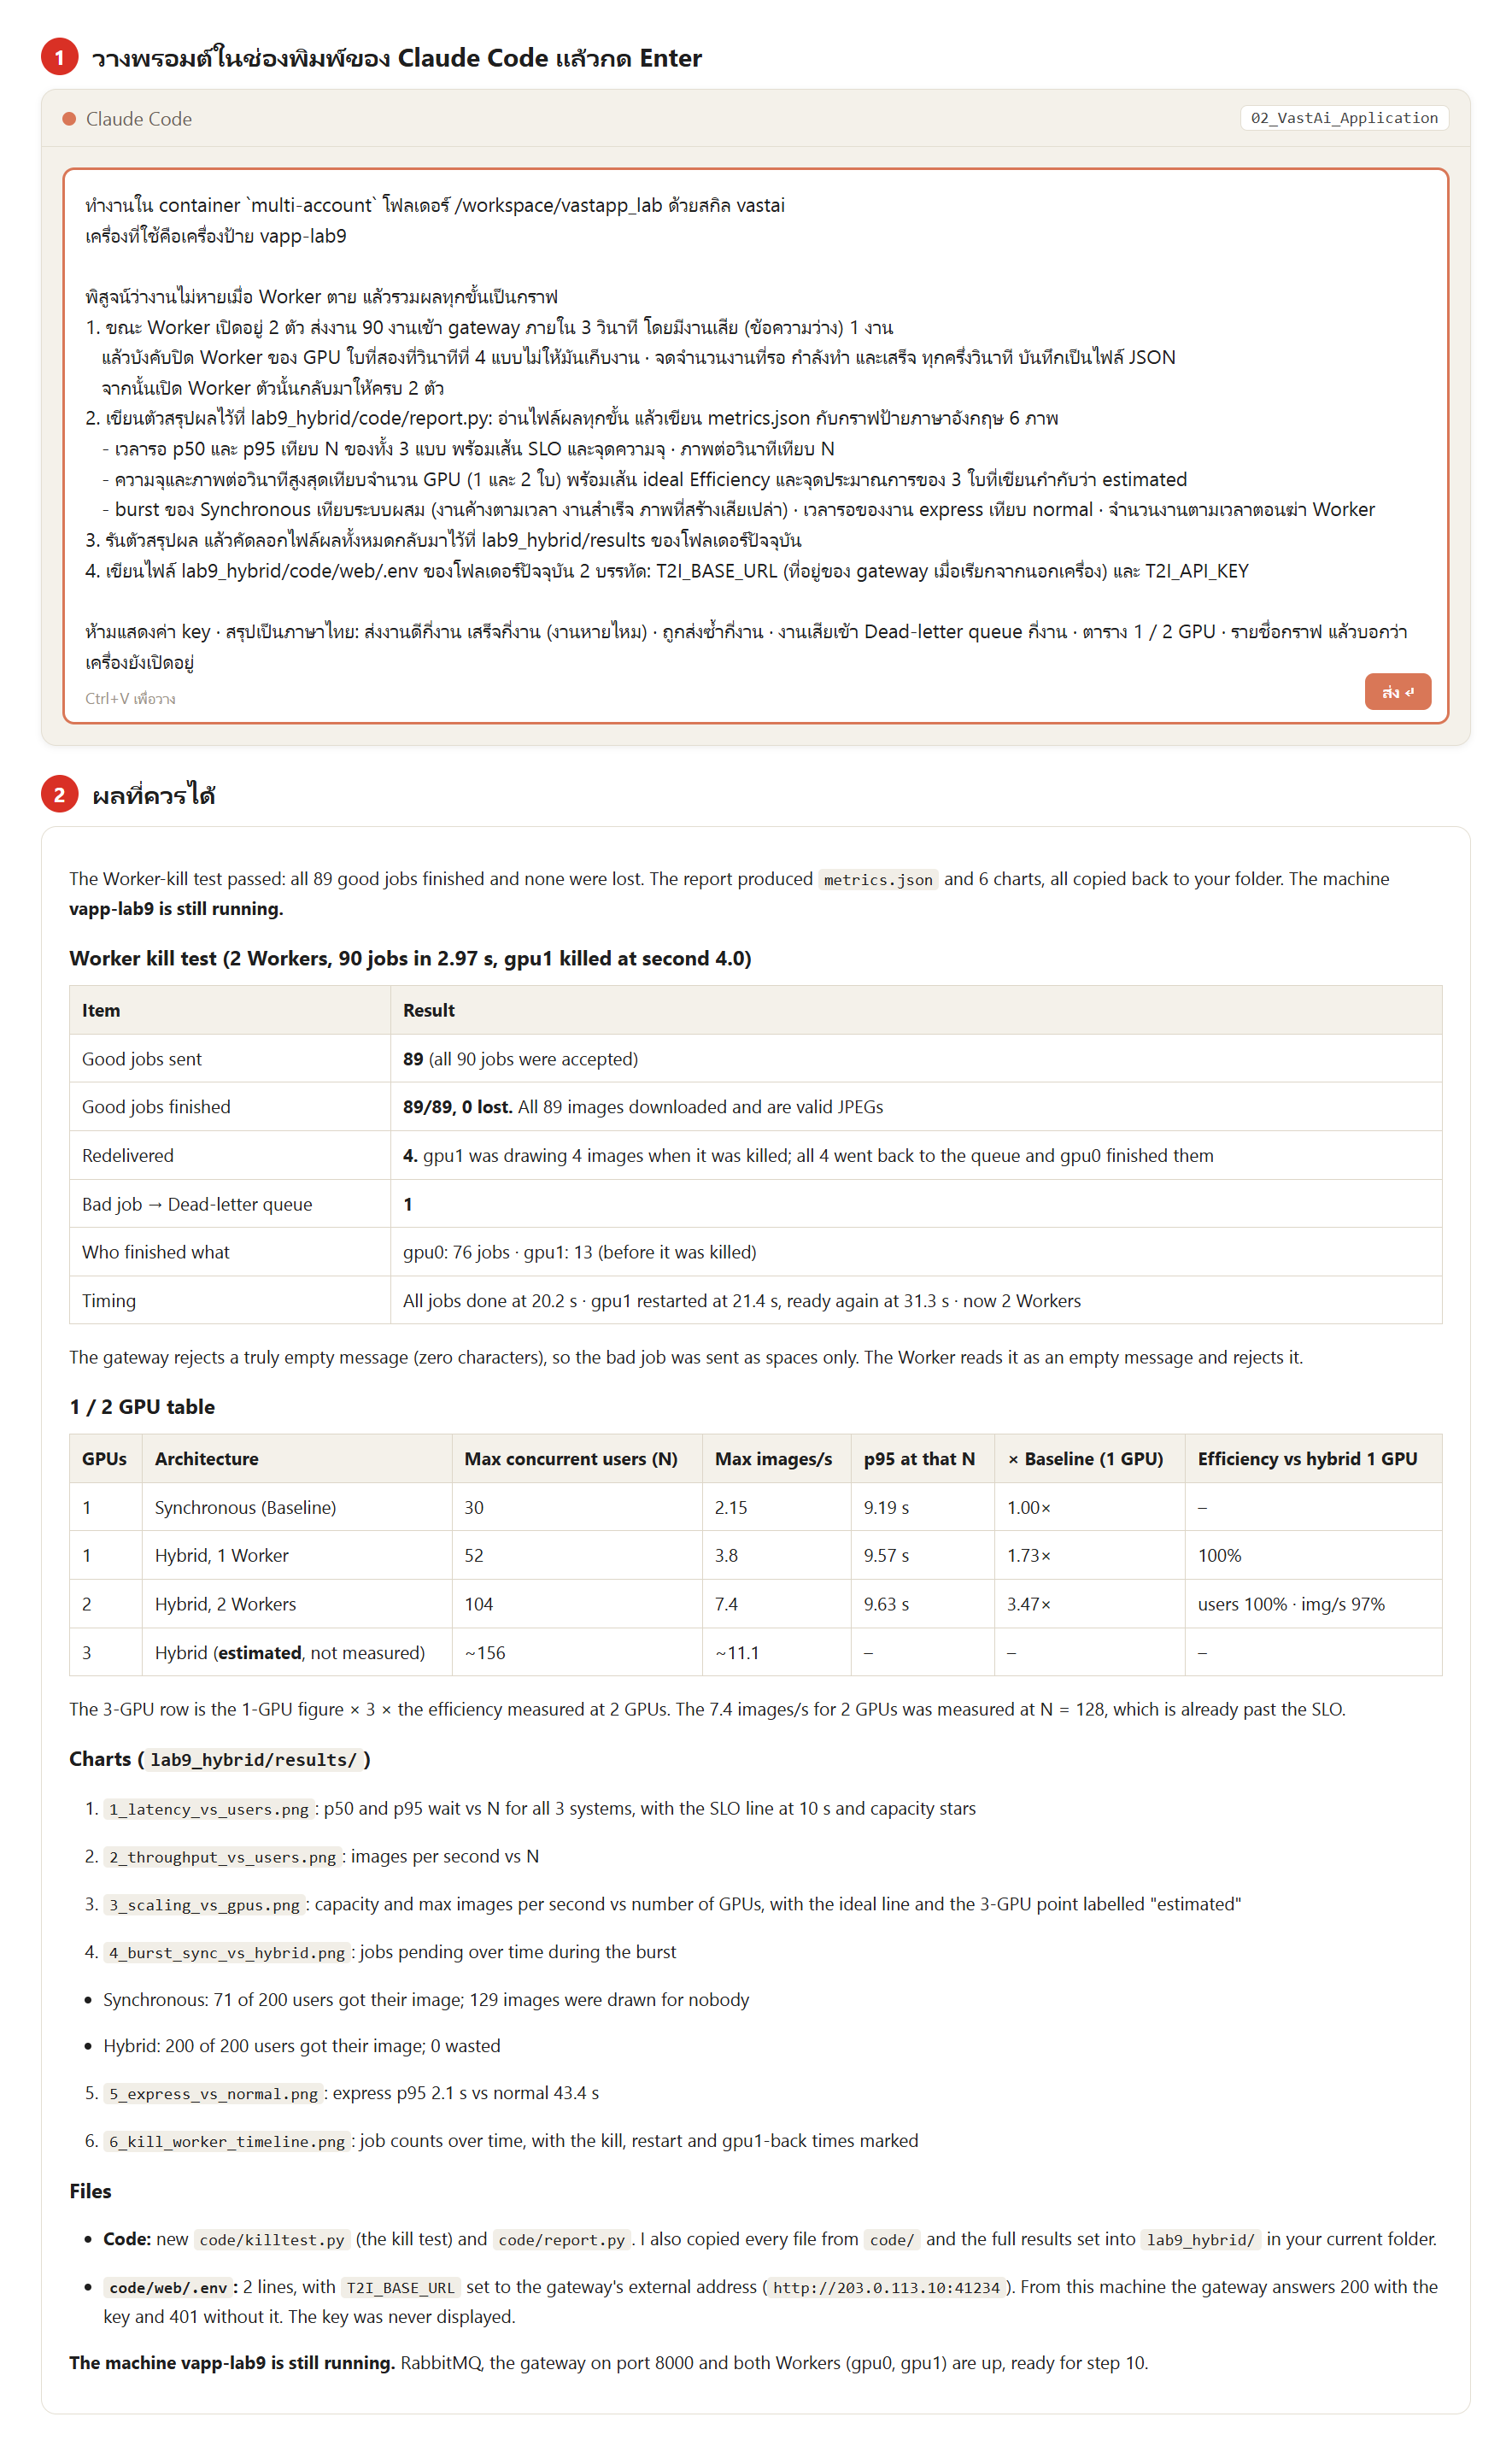 1 วางพรอมต์ในช่องพิมพ์ของ Claude Code แล้วกด Enter
Claude Code
02_VastAi_Application
ทำงานใน container `multi-account` โฟลเดอร์ /workspace/vastapp_lab ด้วยสกิล vastai
เครื่องที่ใช้คือเครื่องป้าย vapp-lab9
พิสูจน์ว่างานไม่หายเมื่อ Worker ตาย แล้วรวมผลทุกขั้นเป็นกราฟ
1. ขณะ Worker เปิดอยู่ 2 ตัว ส่งงาน 90 งานเข้า gateway ภายใน 3 วินาที โดยมีงานเสีย (ข้อความว่าง) 1 งาน
แล้วบังคับปิด Worker ของ GPU ใบที่สองที่วินาทีที่ 4 แบบไม่ให้มันเก็บงาน · จดจำนวนงานที่รอ กำลังทำ และเสร็จ ทุกครึ่งวินาที บันทึกเป็นไฟล์ JSON
จากนั้นเปิด Worker ตัวนั้นกลับมาให้ครบ 2 ตัว
2. เขียนตัวสรุปผลไว้ที่ lab9_hybrid/code/report.py: อ่านไฟล์ผลทุกขั้น แล้วเขียน metrics.json กับกราฟป้ายภาษาอังกฤษ 6 ภาพ
- เวลารอ p50 และ p95 เทียบ N ของทั้ง 3 แบบ พร้อมเส้น SLO และจุดความจุ · ภาพต่อวินาทีเทียบ N
- ความจุและภาพต่อวินาทีสูงสุดเทียบจำนวน GPU (1 และ 2 ใบ) พร้อมเส้น ideal Efficiency และจุดประมาณการของ 3 ใบที่เขียนกำกับว่า estimated
- burst ของ Synchronous เทียบระบบผสม (งานค้างตามเวลา งานสำเร็จ ภาพที่สร้างเสียเปล่า) · เวลารอของงาน express เทียบ normal · จำนวนงานตามเวลาตอนฆ่า Worker
3. รันตัวสรุปผล แล้วคัดลอกไฟล์ผลทั้งหมดกลับมาไว้ที่ lab9_hybrid/results ของโฟลเดอร์ปัจจุบัน
4. เขียนไฟล์ lab9_hybrid/code/web/.env ของโฟลเดอร์ปัจจุบัน 2 บรรทัด: T2I_BASE_URL (ที่อยู่ของ gateway เมื่อเรียกจากนอกเครื่อง) และ T2I_API_KEY
ห้ามแสดงค่า key · สรุปเป็นภาษาไทย: ส่งงานดีกี่งาน เสร็จกี่งาน (งานหายไหม) · ถูกส่งซ้ำกี่งาน · งานเสียเข้า Dead-letter queue กี่งาน · ตาราง 1 / 2 GPU · รายชื่อกราฟ แล้วบอกว่า
เครื่องยังเปิดอยู่
Ctrl+V เพื่อวาง
ส่ง ⏎
2 ผลที่ควรได้
The Worker-kill test passed: all 89 good jobs finished and none were lost. The report produced metrics.json and 6 charts, all copied back to your folder. The machine
vapp-lab9 is still running.
Worker kill test (2 Workers, 90 jobs in 2.97 s, gpu1 killed at second 4.0)
Item Result
Good jobs sent 89 (all 90 jobs were accepted)
Good jobs finished 89/89, 0 lost. All 89 images downloaded and are valid JPEGs
Redelivered 4. gpu1 was drawing 4 images when it was killed; all 4 went back to the queue and gpu0 finished them
Bad job → Dead-letter queue 1
Who finished what gpu0: 76 jobs · gpu1: 13 (before it was killed)
Timing All jobs done at 20.2 s · gpu1 restarted at 21.4 s, ready again at 31.3 s · now 2 Workers
The gateway rejects a truly empty message (zero characters), so the bad job was sent as spaces only. The Worker reads it as an empty message and rejects it.
1 / 2 GPU table
GPUs Architecture Max concurrent users (N) Max images/s p95 at that N × Baseline (1 GPU) Efficiency vs hybrid 1 GPU
1 Synchronous (Baseline) 30 2.15 9.19 s 1.00× –
1 Hybrid, 1 Worker 52 3.8 9.57 s 1.73× 100%
2 Hybrid, 2 Workers 104 7.4 9.63 s 3.47× users 100% · img/s 97%
3 Hybrid (estimated, not measured) ~156 ~11.1 – – –
The 3-GPU row is the 1-GPU figure × 3 × the efficiency measured at 2 GPUs. The 7.4 images/s for 2 GPUs was measured at N = 128, which is already past the SLO.
Charts (lab9_hybrid/results/)
1. 1_latency_vs_users.png: p50 and p95 wait vs N for all 3 systems, with the SLO line at 10 s and capacity stars
2. 2_throughput_vs_users.png: images per second vs N
3. 3_scaling_vs_gpus.png: capacity and max images per second vs number of GPUs, with the ideal line and the 3-GPU point labelled "estimated"
4. 4_burst_sync_vs_hybrid.png: jobs pending over time during the burst
• Synchronous: 71 of 200 users got their image; 129 images were drawn for nobody
• Hybrid: 200 of 200 users got their image; 0 wasted
5. 5_express_vs_normal.png: express p95 2.1 s vs normal 43.4 s
6. 6_kill_worker_timeline.png: job counts over time, with the kill, restart and gpu1-back times marked
Files
• Code: new code/killtest.py (the kill test) and code/report.py. I also copied every file from code/ and the full results set into lab9_hybrid/ in your current folder.
• code/web/.env: 2 lines, with T2I_BASE_URL set to the gateway's external address (http://203.0.113.10:41234). From this machine the gateway answers 200 with the
key and 401 without it. The key was never displayed.
The machine vapp-lab9 is still running. RabbitMQ, the gateway on port 8000 and both Workers (gpu0, gpu1) are up, ready for step 10.